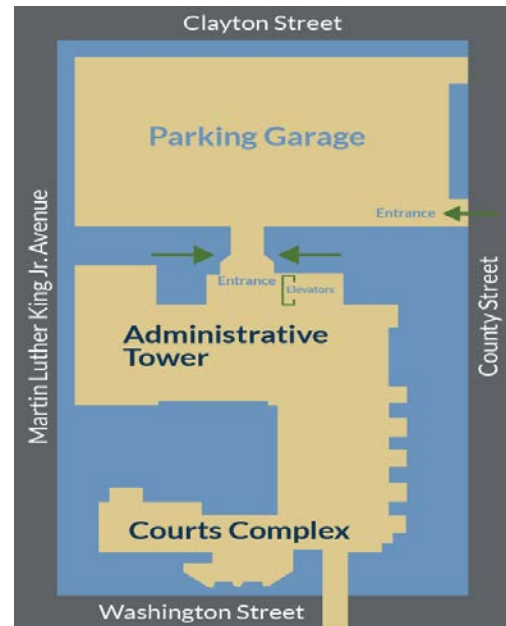 Clayton Street
Parking Garage
Entrance
Martin Luther King Jr. Avenue
County Street
Entrance
Elevators
Administrative
Tower
Courts Complex
Washington Street